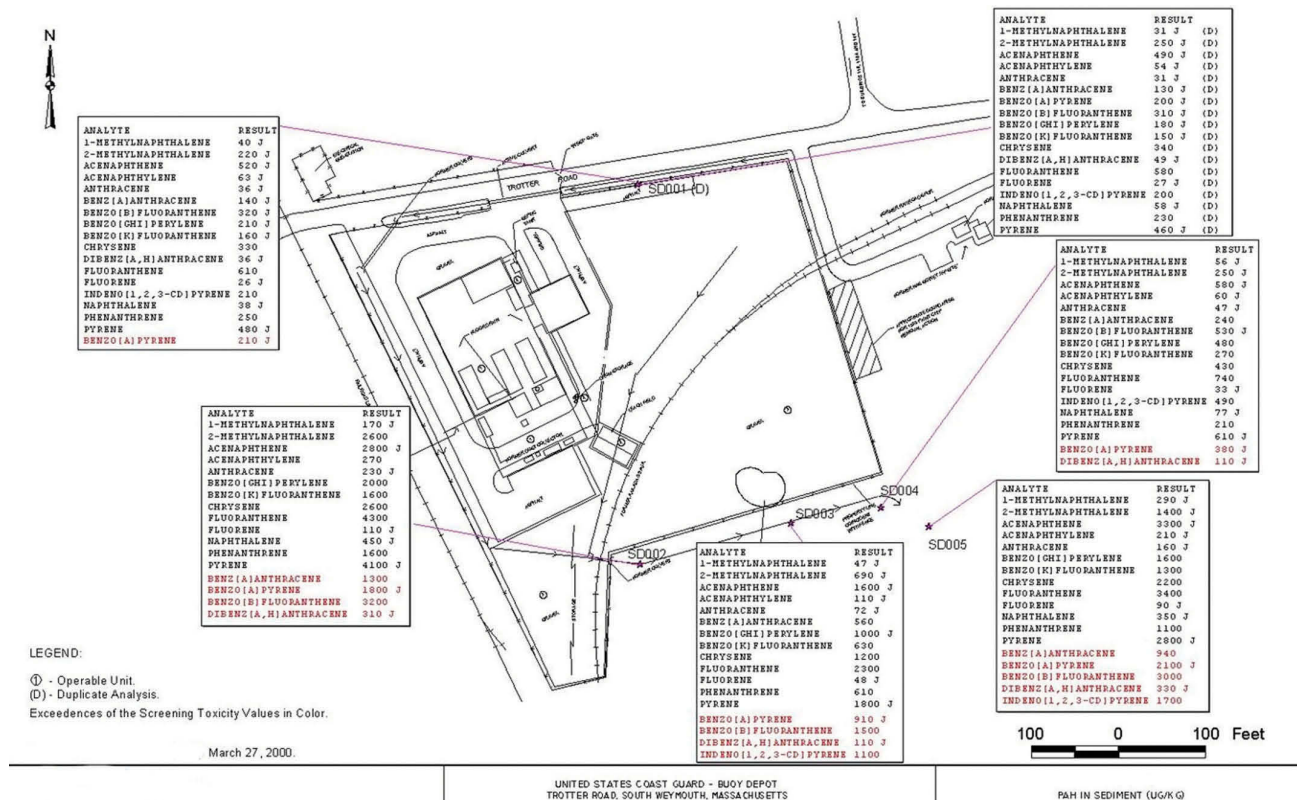 N
ANALYTE RESULT
1-METHYLNAPHTHALENE 40 J
2-METHYLNAPHTHALENE 220 J
ACENAPHTHENE 520 J
ACENAPHTHYLENE 63 J
ANTHRACENE 36 J
BENZ[A]ANTHRACENE 140 J
BENZO[B]FLUORANTHENE 320 J
BENZO[GHI]PERYLENE 210 J
BENZO[K]FLUORANTHENE 160 J
CHRYSENE 330
DIBENZ[A,H]ANTHRACENE 36 J
FLUORANTHENE 610
FLUORENE 26 J
INDENO[1,2,3-CD]PYRENE 210
NAPHTHALENE 38 J
PHENANTHRENE 250
PYRENE 480 J
BENZO[A]PYRENE 210 J
ANALYTE RESULT
1-METHYLNAPHTHALENE 31 J (D)
2-METHYLNAPHTHALENE 250 J (D)
ACENAPHTHENE 490 J (D)
ACENAPHTHYLENE 54 J (D)
ANTHRACENE 31 J (D)
BENZ[A]ANTHRACENE 130 J (D)
BENZO[A]PYRENE 200 J (D)
BENZO[B]FLUORANTHENE 310 J (D)
BENZO[GHI]PERYLENE 180 J (D)
BENZO[K]FLUORANTHENE 150 J (D)
CHRYSENE 340 (D)
DIBENZ[A,H]ANTHRACENE 49 J (D)
FLUORANTHENE 580 (D)
FLUORENE 27 J (D)
INDENO[1,2,3-CD]PYRENE 200 (D)
NAPHTHALENE 58 J (D)
PHENANTHRENE 230 (D)
PYRENE 460 J (D)
TROTTER ROAD
SD001 (D)
ASPHALT
GRAVEL
ANALYTE RESULT
1-METHYLNAPHTHALENE 56 J
2-METHYLNAPHTHALENE 250 J
ACENAPHTHENE 580 J
ACENAPHTHYLENE 60 J
ANTHRACENE 47 J
BENZ[A]ANTHRACENE 240
BENZO[B]FLUORANTHENE 530 J
BENZO[GHI]PERYLENE 480
BENZO[K]FLUORANTHENE 270
CHRYSENE 430
FLUORANTHENE 740
FLUORENE 33 J
INDENO[1,2,3-CD]PYRENE 490
NAPHTHALENE 77 J
PHENANTHRENE 210
PYRENE 610 J
BENZO[A]PYRENE 380 J
DIBENZ[A,H]ANTHRACENE 110 J
ANALYTE RESULT
1-METHYLNAPHTHALENE 170 J
2-METHYLNAPHTHALENE 2600
ACENAPHTHENE 2800 J
ACENAPHTHYLENE 270
ANTHRACENE 230 J
BENZO[GHI]PERYLENE 2000
BENZO[K]FLUORANTHENE 1600
CHRYSENE 2600
FLUORANTHENE 4300
FLUORENE 110 J
NAPHTHALENE 450 J
PHENANTHRENE 1600
PYRENE 4100 J
BENZ[A]ANTHRACENE 1300
BENZO[A]PYRENE 1800 J
BENZO[B]FLUORANTHENE 3200
DIBENZ[A,H]ANTHRACENE 310 J
GRAVEL
ASPHALT
SD004
SD003
SD005
SD002
GRAVEL
ANALYTE RESULT
1-METHYLNAPHTHALENE 47 J
2-METHYLNAPHTHALENE 690 J
ACENAPHTHENE 1600 J
ACENAPHTHYLENE 110 J
ANTHRACENE 72 J
BENZ[A]ANTHRACENE 560
BENZO[GHI]PERYLENE 1000 J
BENZO[K]FLUORANTHENE 630
CHRYSENE 1200
FLUORANTHENE 2300
FLUORENE 48 J
PHENANTHRENE 610
PYRENE 1800 J
BENZO[A]PYRENE 910 J
BENZO[B]FLUORANTHENE 1500
DIBENZ[A,H]ANTHRACENE 110 J
INDENO[1,2,3-CD]PYRENE 1100
ANALYTE RESULT
1-METHYLNAPHTHALENE 290 J
2-METHYLNAPHTHALENE 1400 J
ACENAPHTHENE 3300 J
ACENAPHTHYLENE 210 J
ANTHRACENE 160 J
BENZO[GHI]PERYLENE 1600
BENZO[K]FLUORANTHENE 1300
CHRYSENE 2200
FLUORANTHENE 3400
FLUORENE 90 J
NAPHTHALENE 350 J
PHENANTHRENE 1100
PYRENE 2800 J
BENZ[A]ANTHRACENE 940
BENZO[A]PYRENE 2100 J
BENZO[B]FLUORANTHENE 3000
DIBENZ[A,H]ANTHRACENE 330 J
INDENO[1,2,3-CD]PYRENE 1700
LEGEND:
① - Operable Unit.
(D) - Duplicate Analysis.
Exceedences of the Screening Toxicity Values in Color.
March 27, 2000.
100 0 100 Feet
UNITED STATES COAST GUARD - BUOY DEPOT
TROTTER ROAD, SOUTH WEYMOUTH, MASSACHUSETTS
PAH IN SEDIMENT (UG/KG)